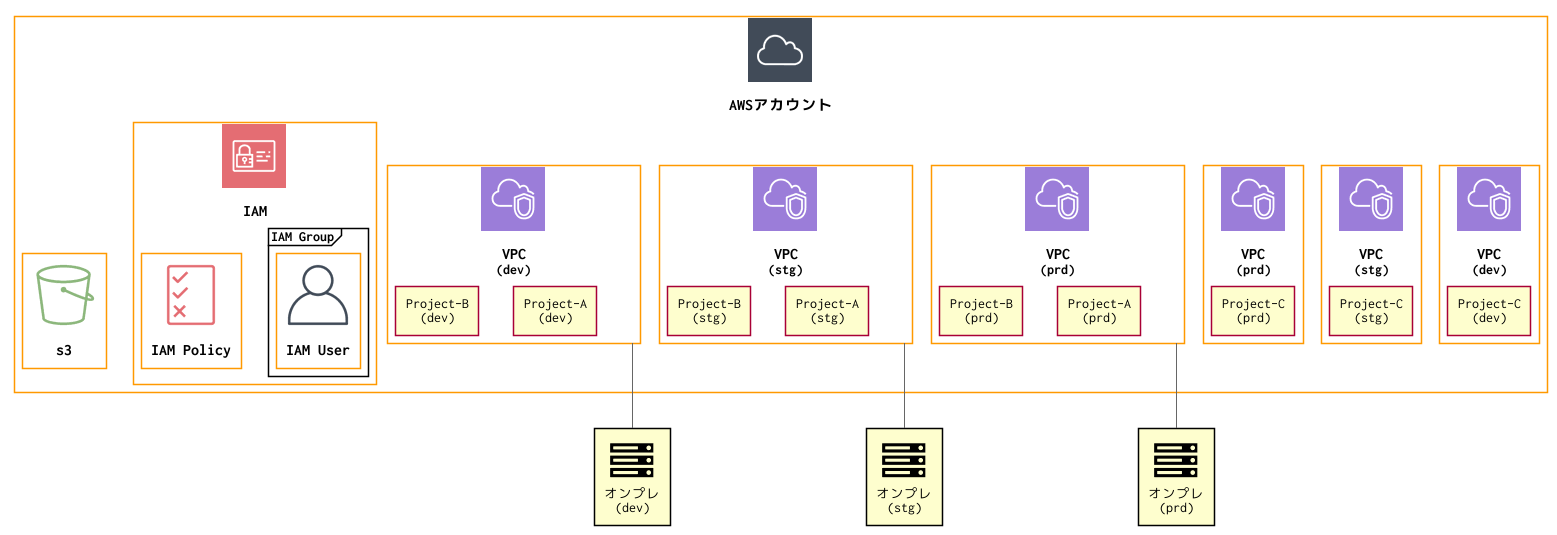 AWSアカウント
IAM
IAM Group
s3
IAM Policy
IAM User
VPC
(dev)
Project-B
(dev)
Project-A
(dev)
VPC
(stg)
Project-B
(stg)
Project-A
(stg)
VPC
(prd)
Project-B
(prd)
Project-A
(prd)
VPC
(prd)
Project-C
(prd)
VPC
(stg)
Project-C
(stg)
VPC
(dev)
Project-C
(dev)
オンプレ
(dev)
オンプレ
(stg)
オンプレ
(prd)